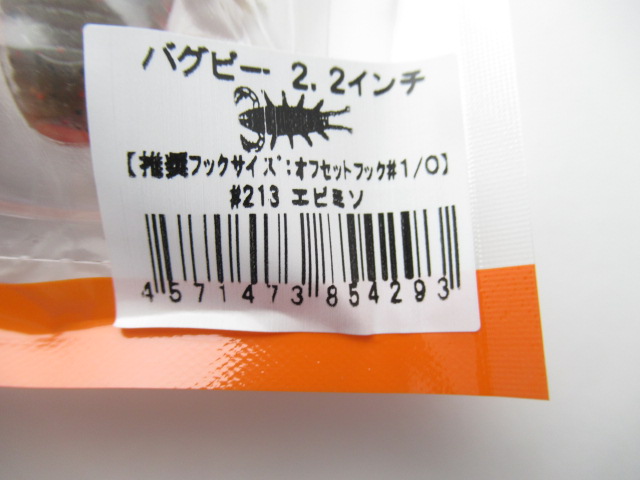 バグピー 2.2インチ
【推奨フックサイズ:オフセットフック#1/0】
#213 エビミソ
4571473854293